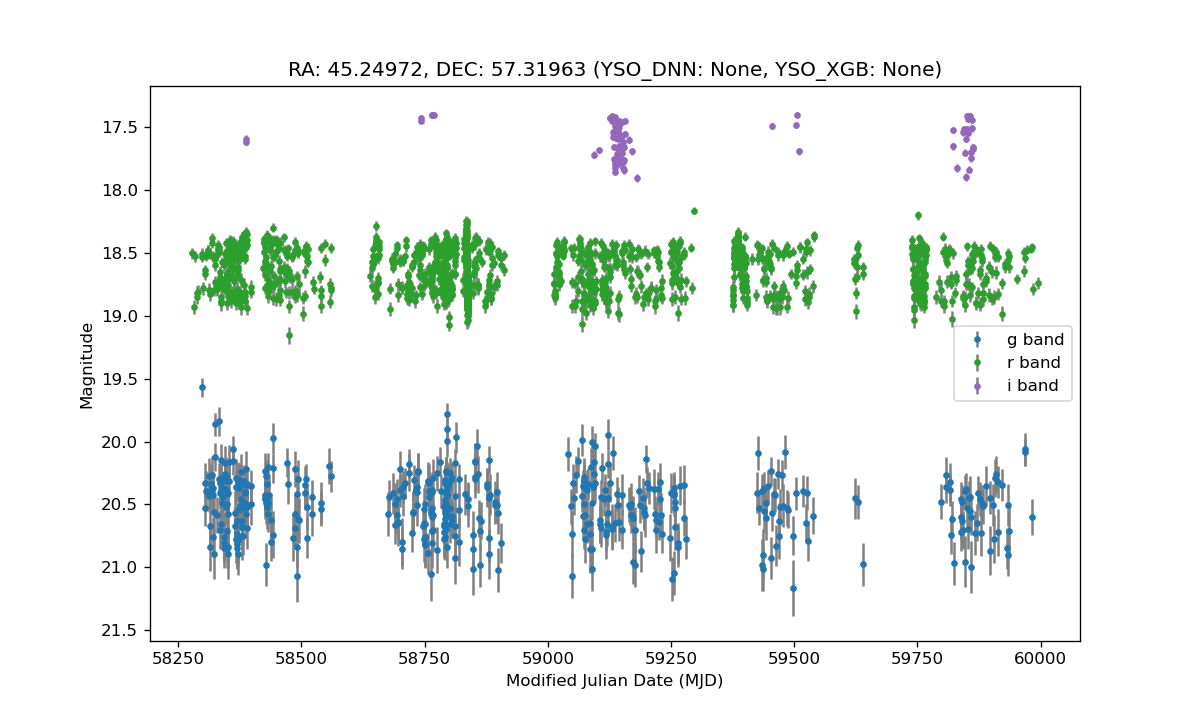 RA: 45.24972, DEC: 57.31963 (YSO_DNN: None, YSO_XGB: None)
17.5
18.0
18.5
19.0
19.5
20.0
20.5
21.0
21.5
Magnitude
g band
r band
i band
58250
58500
58750
59000
59250
59500
59750
60000
Modified Julian Date (MJD)